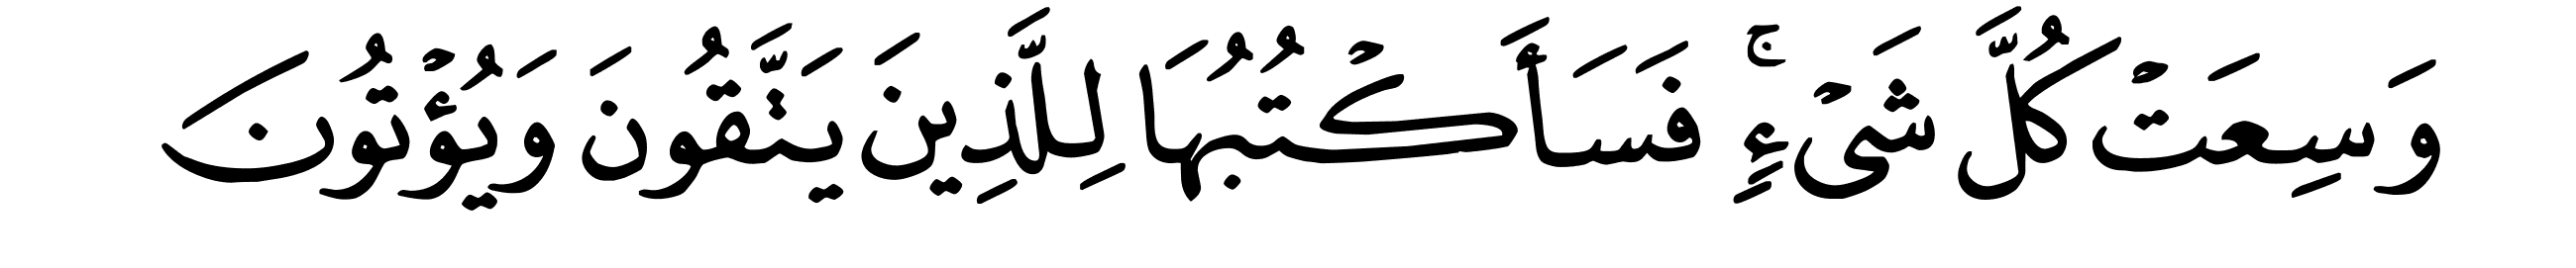 وَسِعَتۡ كُلَّ شَىۡءٍۚ فَسَأَكۡتُبُهَا لِلَّذِينَ يَتَّقُونَ وَيُؤۡتُونَ